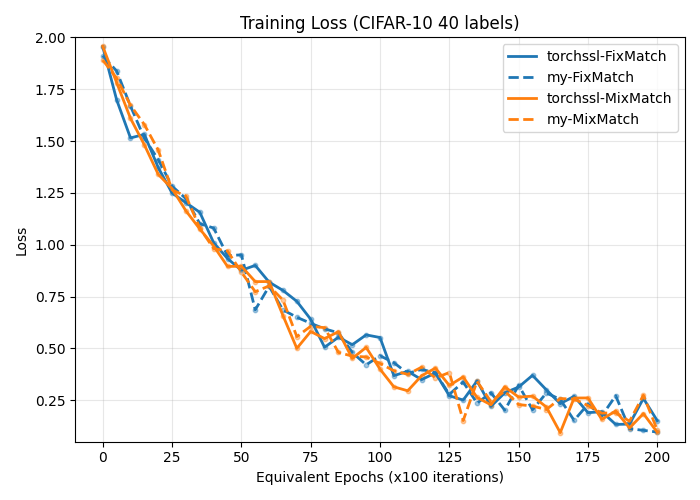 Training Loss (CIFAR-10 40 labels)
torchssl-FixMatch
my-FixMatch
torchssl-MixMatch
my-MixMatch
Loss
2.00
1.75
1.50
1.25
1.00
0.75
0.50
0.25
0 25 50 75 100 125 150 175 200
Equivalent Epochs (x100 iterations)